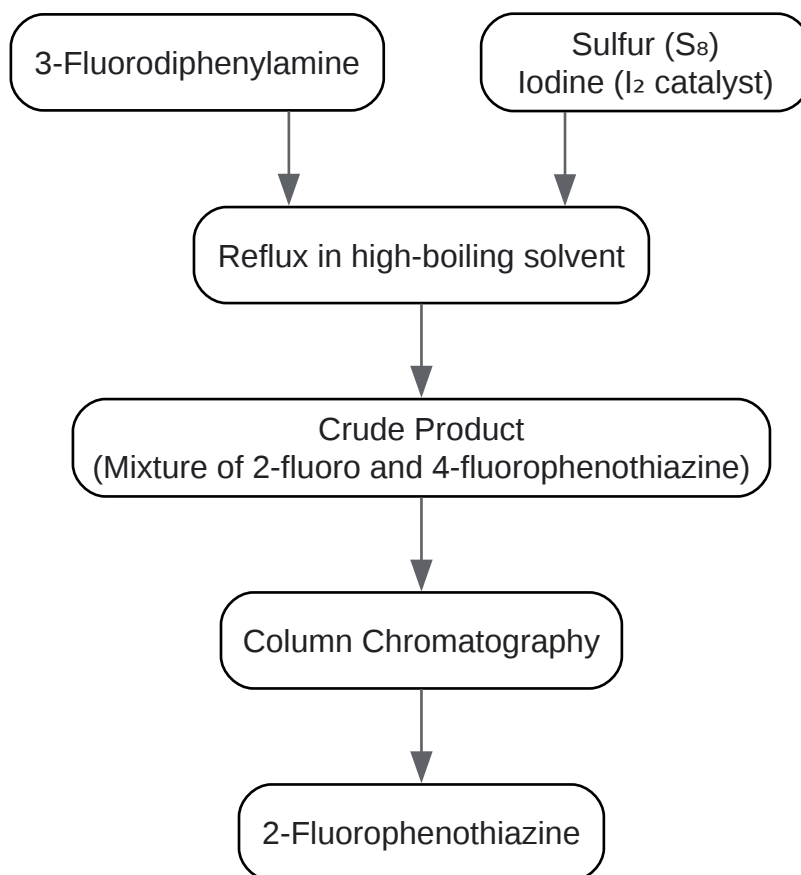 3-Fluorodiphenylamine
Sulfur (S₈)
Iodine (I₂ catalyst)
Reflux in high-boiling solvent
Crude Product
(Mixture of 2-fluoro and 4-fluorophenothiazine)
Column Chromatography
2-Fluorophenothiazine